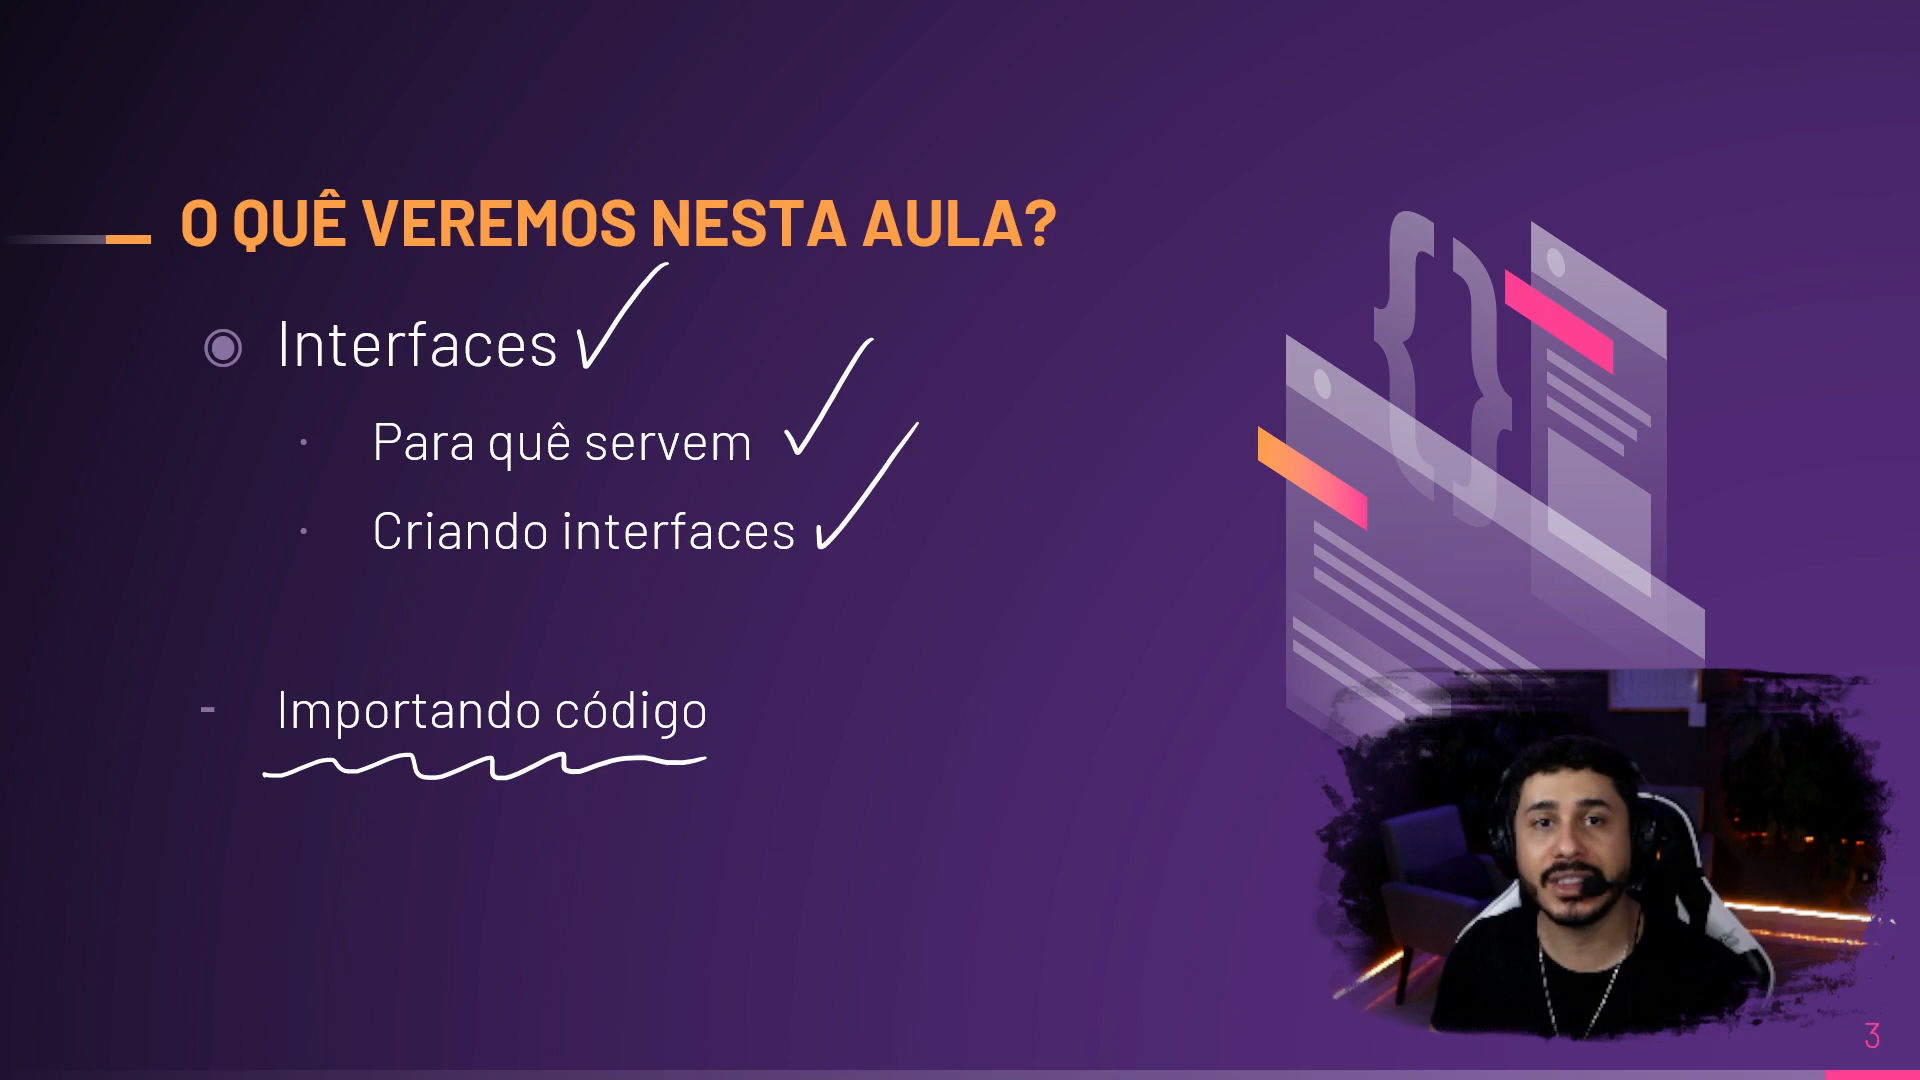 O QUÊ VEREMOS NESTA AULA?
Interfaces
Para quê servem
Criando interfaces
- Importando código
3